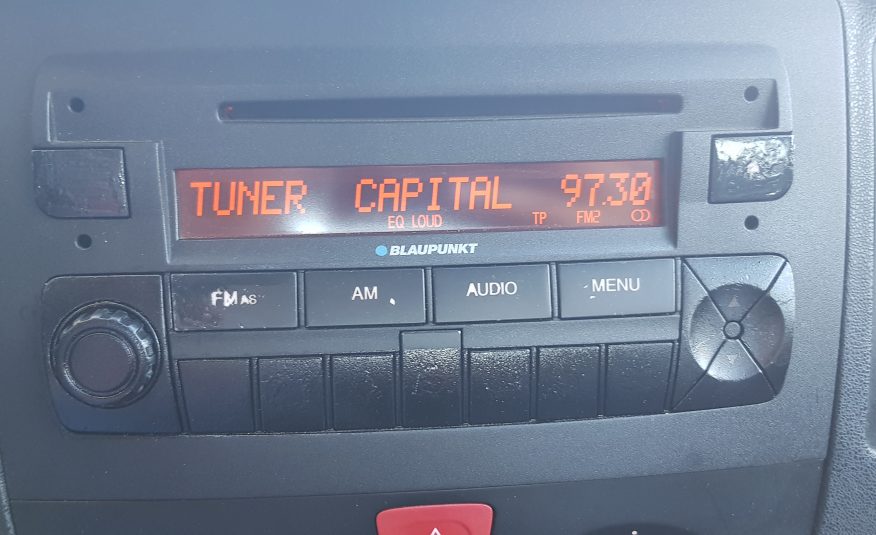 TUNER CAPITAL 97.30
EQ LOUD TP FM2
BLAUPUNKT
FM AS AM AUDIO MENU